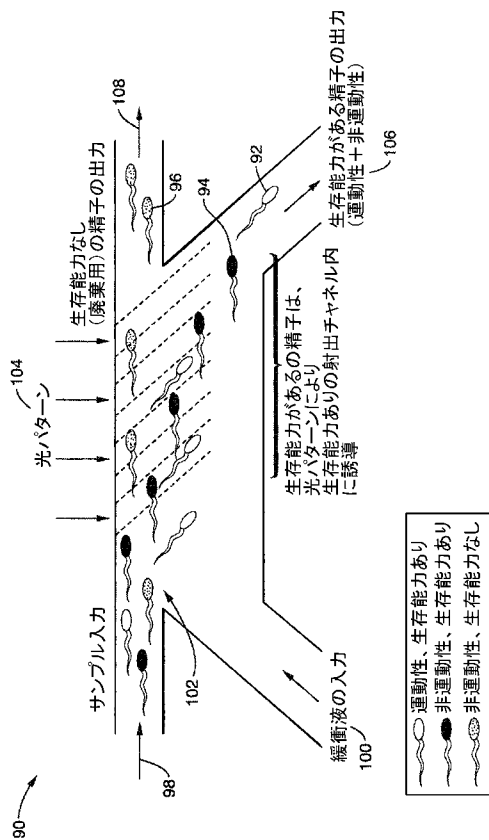 90
98
サンプル入力
102
光パターン
104
生存能力なし
(廃棄用)の精子の出力
108
96
94
92
生存能力がある精子の出力
(運動性+非運動性)
106
緩衝液の入力
100
生存能力があるの精子は、
光パターンにより
生存能力ありの射出チャネル内
に誘導
運動性、生存能力あり
非運動性、生存能力あり
非運動性、生存能力なし